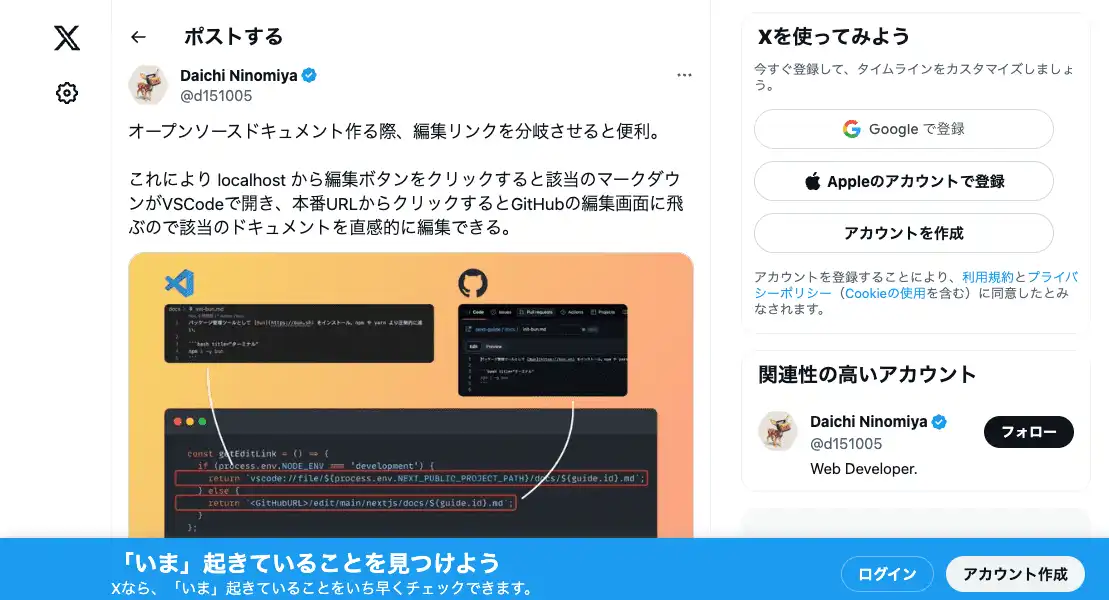 ポストする
Daichi Ninomiya
@d151005
オープンソースドキュメント作る際、編集リンクを分岐させると便利。
これにより localhost から編集ボタンをクリックすると該当のマークダウ
ンがVSCodeで開き、本番URLからクリックするとGitHubの編集画面に飛
ぶので該当のドキュメントを直感的に編集できる。
パッケージ管理ツールとして [bun](https://bun.sh) をインストール。npm や yarn より圧倒的に速
```bash title="ターミナル"
npm i -g bun
```
Code Issues Pull requests Actions Projects
Edit Preview
```bash title="ターミナル"
npm i -g bun
```
const getEditLink = () => {
if (process.env.NODE_ENV === 'development') {
return `vscode://file/${process.env.NEXT_PUBLIC_PROJECT_PATH}/docs/${guide.id}.md`;
} else {
return `<GitHubURL>/edit/main/nextjs/docs/${guide.id}.md`;
}
};
Xを使ってみよう
今すぐ登録して、タイムラインをカスタマイズしましょ
う。
Google で登録
Appleのアカウントで登録
アカウントを作成
アカウントを登録することにより、利用規約とプライバ
シーポリシー（Cookieの使用を含む）に同意したとみ
なされます。
関連性の高いアカウント
Daichi Ninomiya
@d151005
フォロー
Web Developer.
「いま」起きていることを見つけよう
Xなら、「いま」起きていることをいち早くチェックできます。
ログイン
アカウント作成